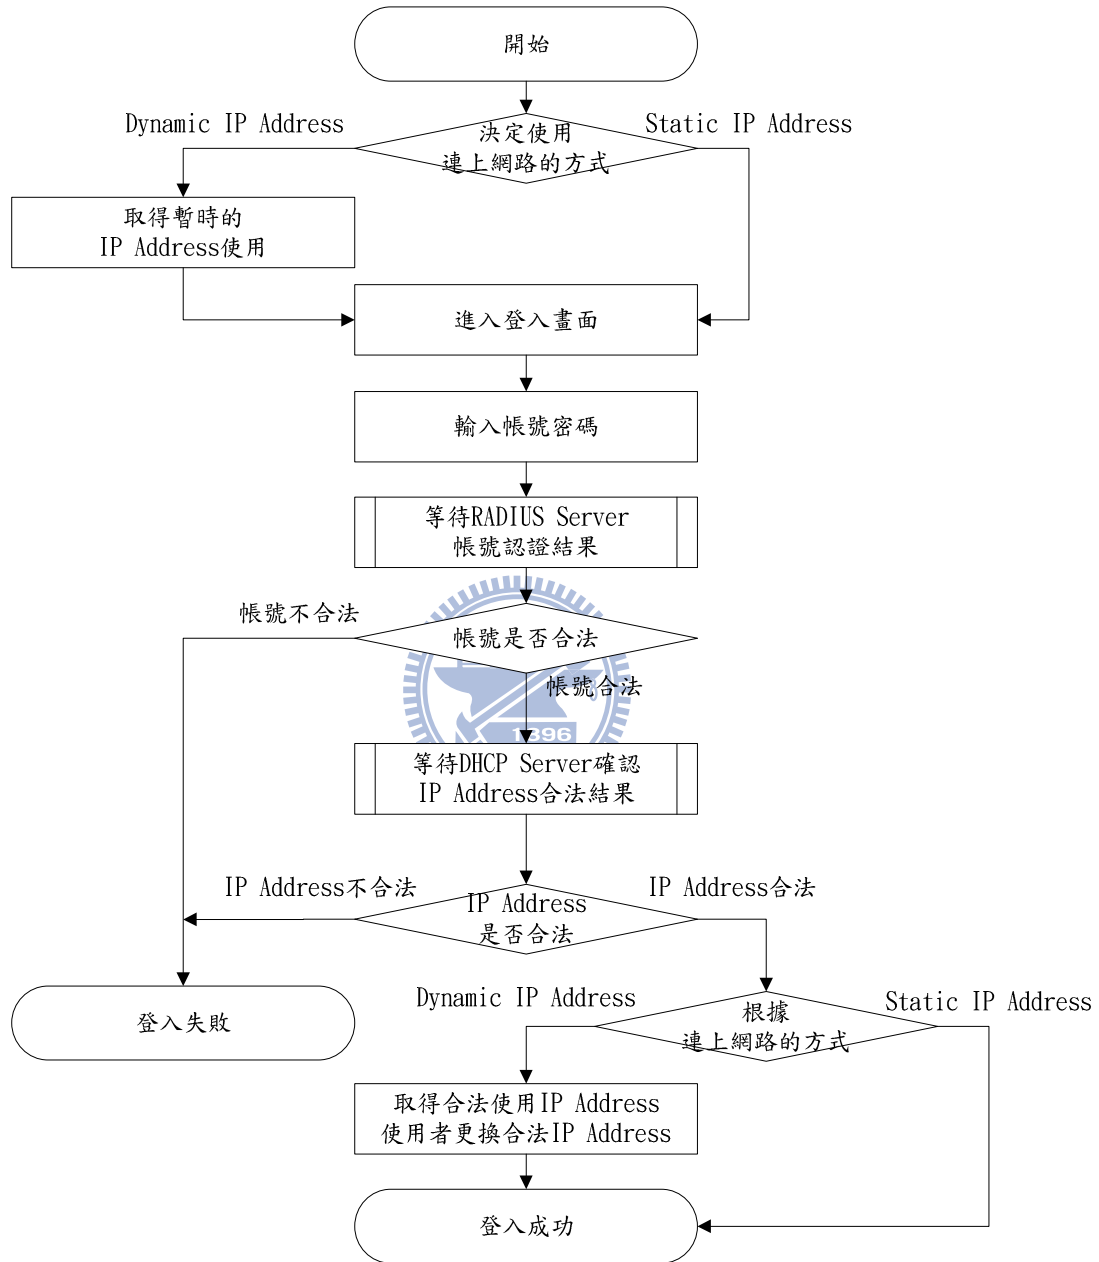 開始
Dynamic IP Address
Static IP Address
決定使用
連上網路的方式
取得暫時的
IP Address使用
進入登入畫面
輸入帳號密碼
等待RADIUS Server
帳號認證結果
帳號不合法
帳號是否合法
帳號合法
1896
等待DHCP Server確認
IP Address合法結果
IP Address不合法
IP Address合法
IP Address
是否合法
Dynamic IP Address
Static IP Address
根據
連上網路的方式
登入失敗
取得合法使用IP Address
使用者更換合法IP Address
登入成功